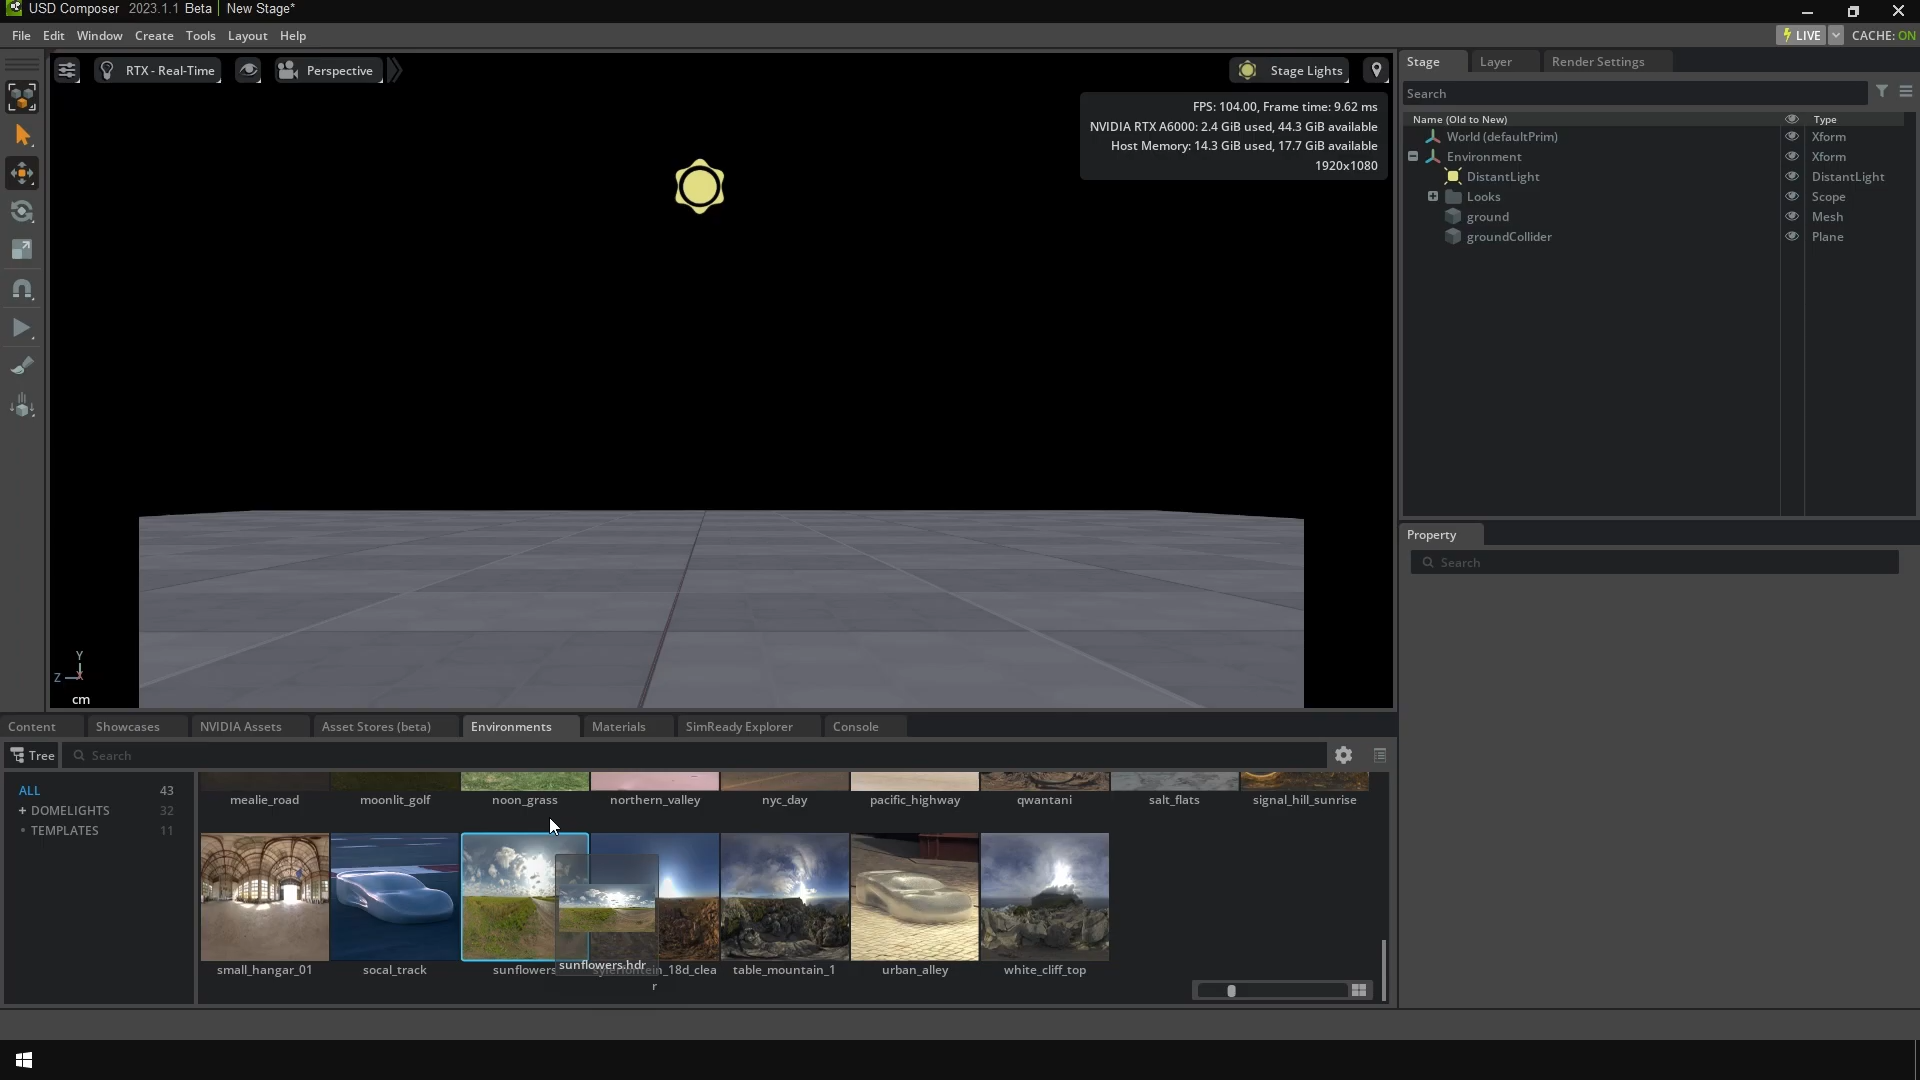 USD Composer 2023.1.1 Beta New Stage*
File Edit Window Create Tools Layout Help
LIVE CACHE: ON
RTX - Real-Time Perspective Stage Lights
FPS: 104.00, Frame time: 9.62 ms
NVIDIA RTX A6000: 2.4 GiB used, 44.3 GiB available
Host Memory: 14.3 GiB used, 17.7 GiB available
1920x1080
Y
Z
cm
Stage Layer Render Settings
Search
Name (Old to New) Type
World (defaultPrim) Xform
Environment Xform
DistantLight DistantLight
Looks Scope
ground Mesh
groundCollider Plane
Property
Search
Content Showcases NVIDIA Assets Asset Stores (beta) Environments Materials SimReady Explorer Console
Tree Search
ALL 43
+ DOMELIGHTS 32
TEMPLATES 11
mealie_road moonlit_golf noon_grass northern_valley nyc_day pacific_highway qwantani salt_flats signal_hill_sunrise
small_hangar_01 socal_track sunflowers sunflowers.hdr table_mountain_1 urban_alley white_cliff_top